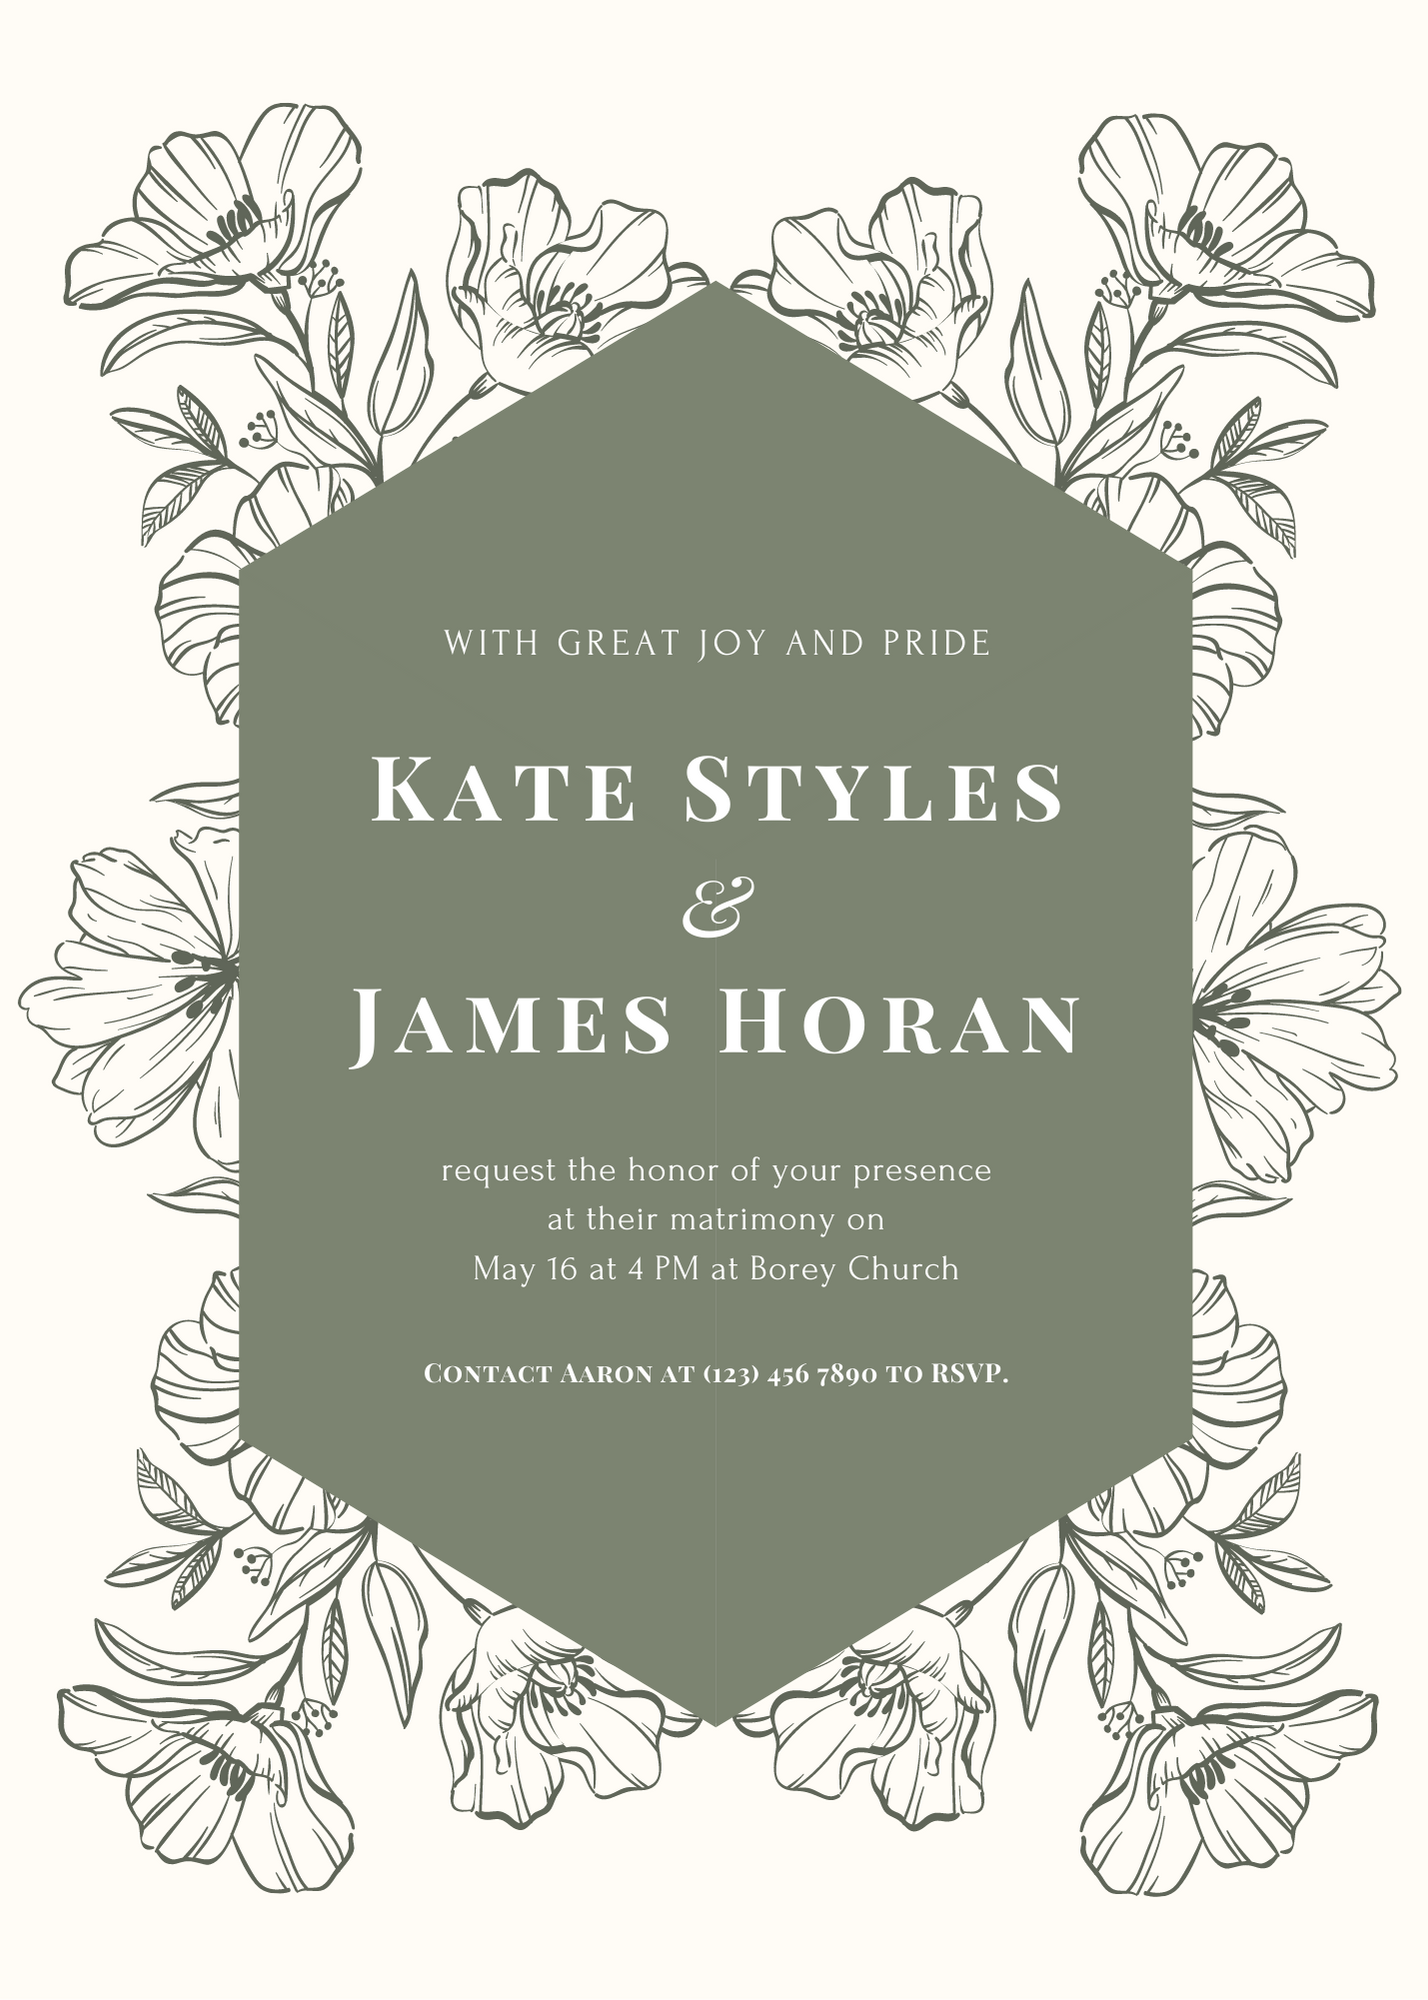 WITH GREAT JOY AND PRIDE
KATE STYLES
&
JAMES HORAN
request the honor of your presence
at their matrimony on
May 16 at 4 PM at Borey Church
CONTACT AARON AT (123) 456 7890 TO RSVP.